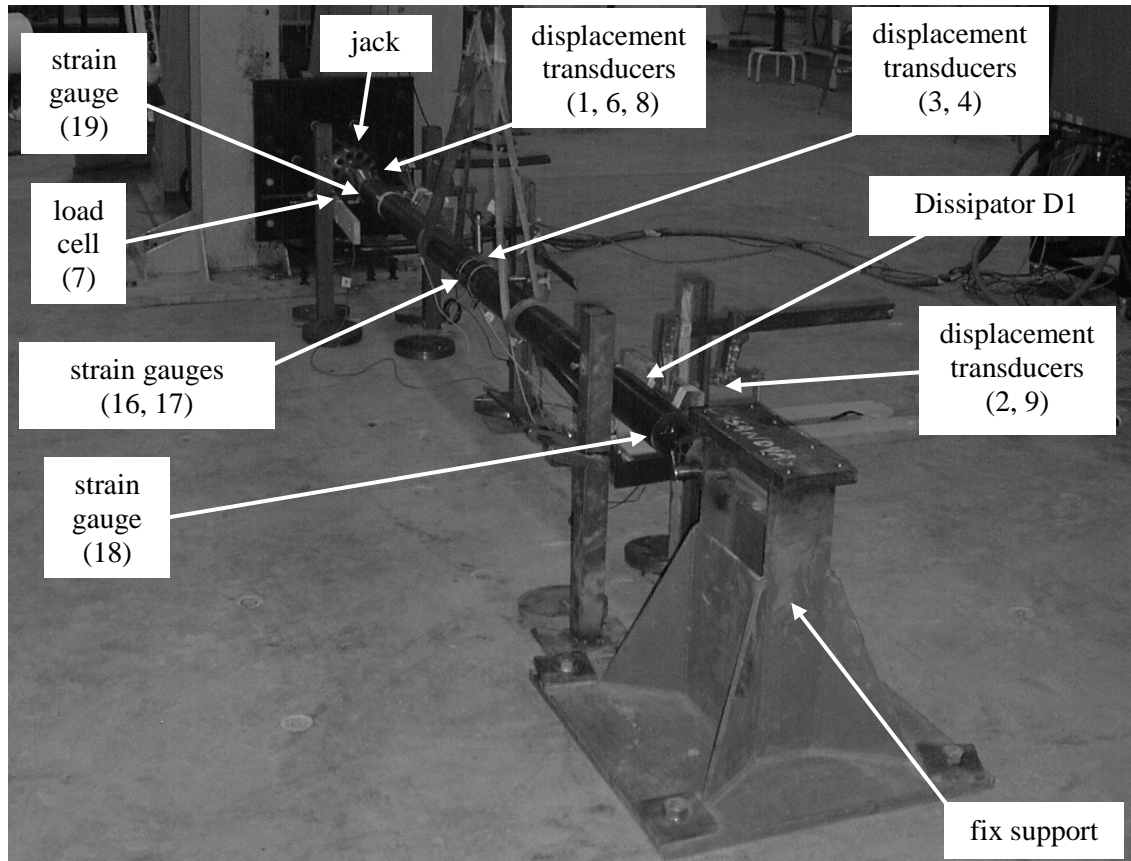 strain
gauge
(19)
jack
displacement
transducers
(1, 6, 8)
displacement
transducers
(3, 4)
load
cell
(7)
Dissipator D1
strain gauges
(16, 17)
displacement
transducers
(2, 9)
strain
gauge
(18)
fix support